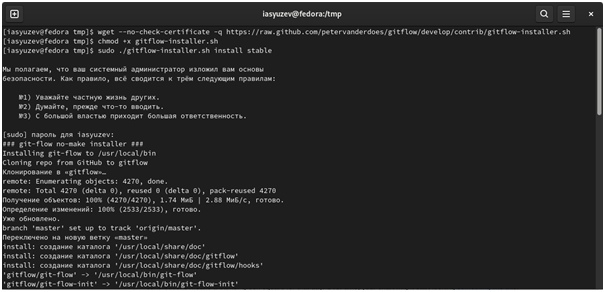 iasyuzev@fedora:/tmp
[iasyuzev@fedora tmp]$ wget --no-check-certificate -q https://raw.github.com/petervanderdoes/gitflow/develop/contrib/gitflow-installer.sh
[iasyuzev@fedora tmp]$ chmod +x gitflow-installer.sh
[iasyuzev@fedora tmp]$ sudo ./gitflow-installer.sh install stable
Мы полагаем, что ваш системный администратор изложил вам основы
безопасности. Как правило, всё сводится к трём следующим правилам:
№1) Уважайте частную жизнь других.
№2) Думайте, прежде что-то вводить.
№3) С большой властью приходит большая ответственность.
[sudo] пароль для iasyuzev:
### git-flow no-make installer ###
Installing git-flow to /usr/local/bin
Cloning repo from GitHub to gitflow
Клонирование в «gitflow»…
remote: Enumerating objects: 4270, done.
remote: Total 4270 (delta 0), reused 0 (delta 0), pack-reused 4270
Получение объектов: 100% (4270/4270), 1.74 МиБ | 2.88 МиБ/с, готово.
Определение изменений: 100% (2533/2533), готово.
Уже обновлено.
branch 'master' set up to track 'origin/master'.
Переключено на новую ветку «master»
install: создание каталога '/usr/local/share/doc'
install: создание каталога '/usr/local/share/doc/gitflow'
install: создание каталога '/usr/local/share/doc/gitflow/hooks'
'gitflow/git-flow' -> '/usr/local/bin/git-flow'
'gitflow/git-flow-init' -> '/usr/local/bin/git-flow-init'